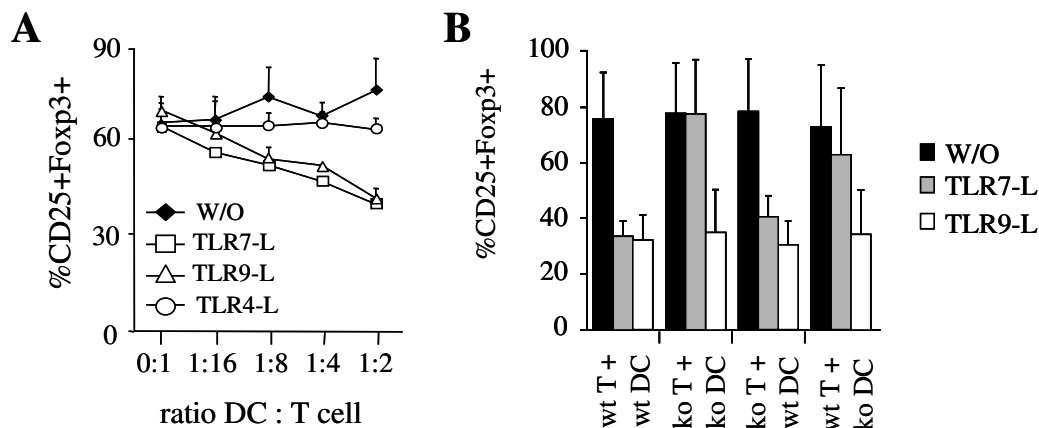 A
%CD25+Foxp3+
90
60
30
0
W/O
TLR7-L
TLR9-L
TLR4-L
0:1 1:16 1:8 1:4 1:2
ratio DC : T cell
B
%CD25+Foxp3+
100
80
60
40
20
0
wt T +
wt DC
ko T +
ko DC
ko T +
wt DC
wt T +
ko DC
W/O
TLR7-L
TLR9-L